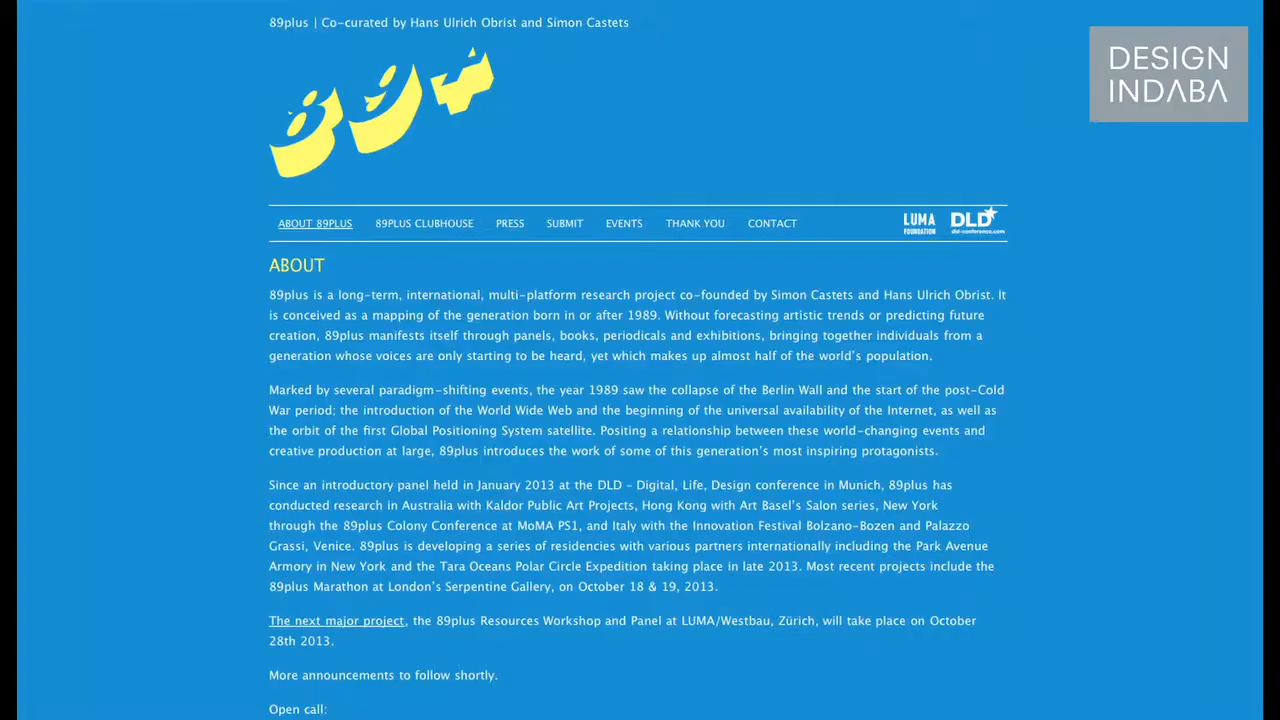 89plus | Co-curated by Hans Ulrich Obrist and Simon Castets
DESIGN
INDABA
89+
ABOUT 89PLUS 89PLUS CLUBHOUSE PRESS SUBMIT EVENTS THANK YOU CONTACT
LUMA
FOUNDATION
DLD
dld-conference.com
ABOUT
89plus is a long-term, international, multi-platform research project co-founded by Simon Castets and Hans Ulrich Obrist. It
is conceived as a mapping of the generation born in or after 1989. Without forecasting artistic trends or predicting future
creation, 89plus manifests itself through panels, books, periodicals and exhibitions, bringing together individuals from a
generation whose voices are only starting to be heard, yet which makes up almost half of the world's population.
Marked by several paradigm-shifting events, the year 1989 saw the collapse of the Berlin Wall and the start of the post-Cold
War period; the introduction of the World Wide Web and the beginning of the universal availability of the Internet, as well as
the orbit of the first Global Positioning System satellite. Positing a relationship between these world-changing events and
creative production at large, 89plus introduces the work of some of this generation's most inspiring protagonists.
Since an introductory panel held in January 2013 at the DLD – Digital, Life, Design conference in Munich, 89plus has
conducted research in Australia with Kaldor Public Art Projects, Hong Kong with Art Basel's Salon series, New York
through the 89plus Colony Conference at MoMA PS1, and Italy with the Innovation Festival Bolzano-Bozen and Palazzo
Grassi, Venice. 89plus is developing a series of residencies with various partners internationally including the Park Avenue
Armory in New York and the Tara Oceans Polar Circle Expedition taking place in late 2013. Most recent projects include the
89plus Marathon at London's Serpentine Gallery, on October 18 & 19, 2013.
The next major project, the 89plus Resources Workshop and Panel at LUMA/Westbau, Zürich, will take place on October
28th 2013.
More announcements to follow shortly.
Open call: